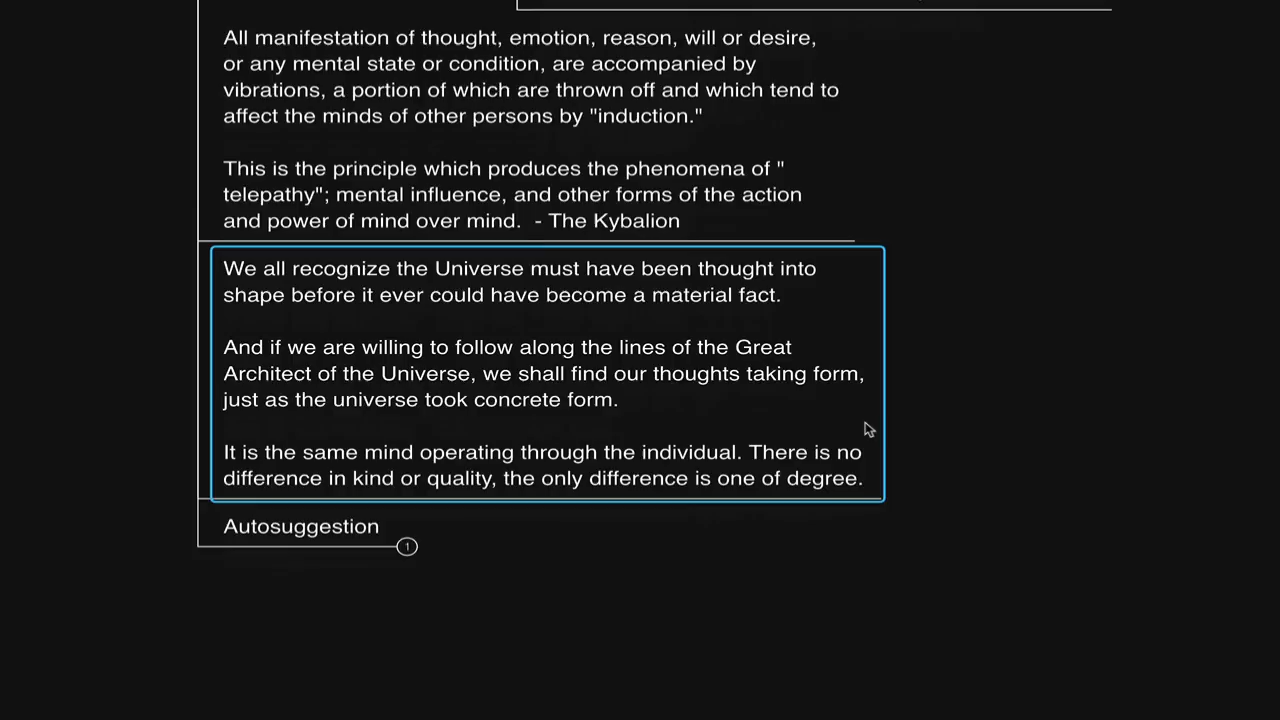 All manifestation of thought, emotion, reason, will or desire,
or any mental state or condition, are accompanied by
vibrations, a portion of which are thrown off and which tend to
affect the minds of other persons by "induction."
This is the principle which produces the phenomena of "
telepathy"; mental influence, and other forms of the action
and power of mind over mind.  - The Kybalion
We all recognize the Universe must have been thought into
shape before it ever could have become a material fact.
And if we are willing to follow along the lines of the Great
Architect of the Universe, we shall find our thoughts taking form,
just as the universe took concrete form.
It is the same mind operating through the individual. There is no
difference in kind or quality, the only difference is one of degree.
Autosuggestion
1